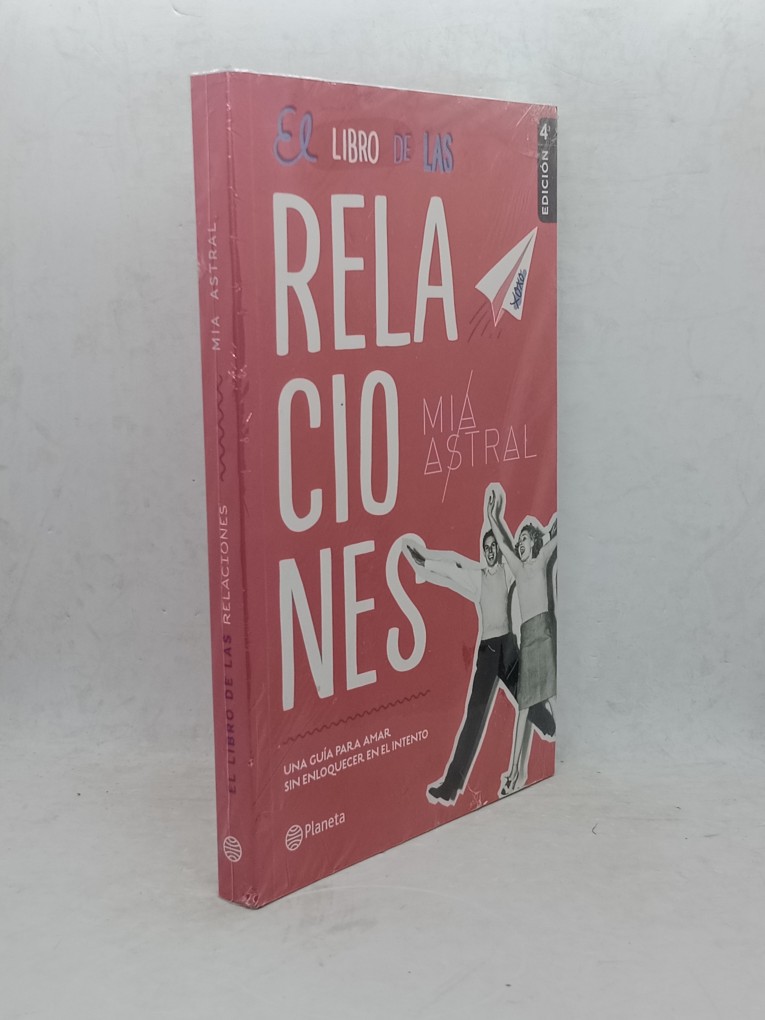 El LIBRO DE LAS
RELA
CIO
NES
MIA
ASTRAL
4ª
EDICIÓN
xoxo
UNA GUÍA PARA AMAR
SIN ENLOQUECER EN EL INTENTO
Planeta
EL LIBRO DE LAS RELACIONES MIA ASTRAL